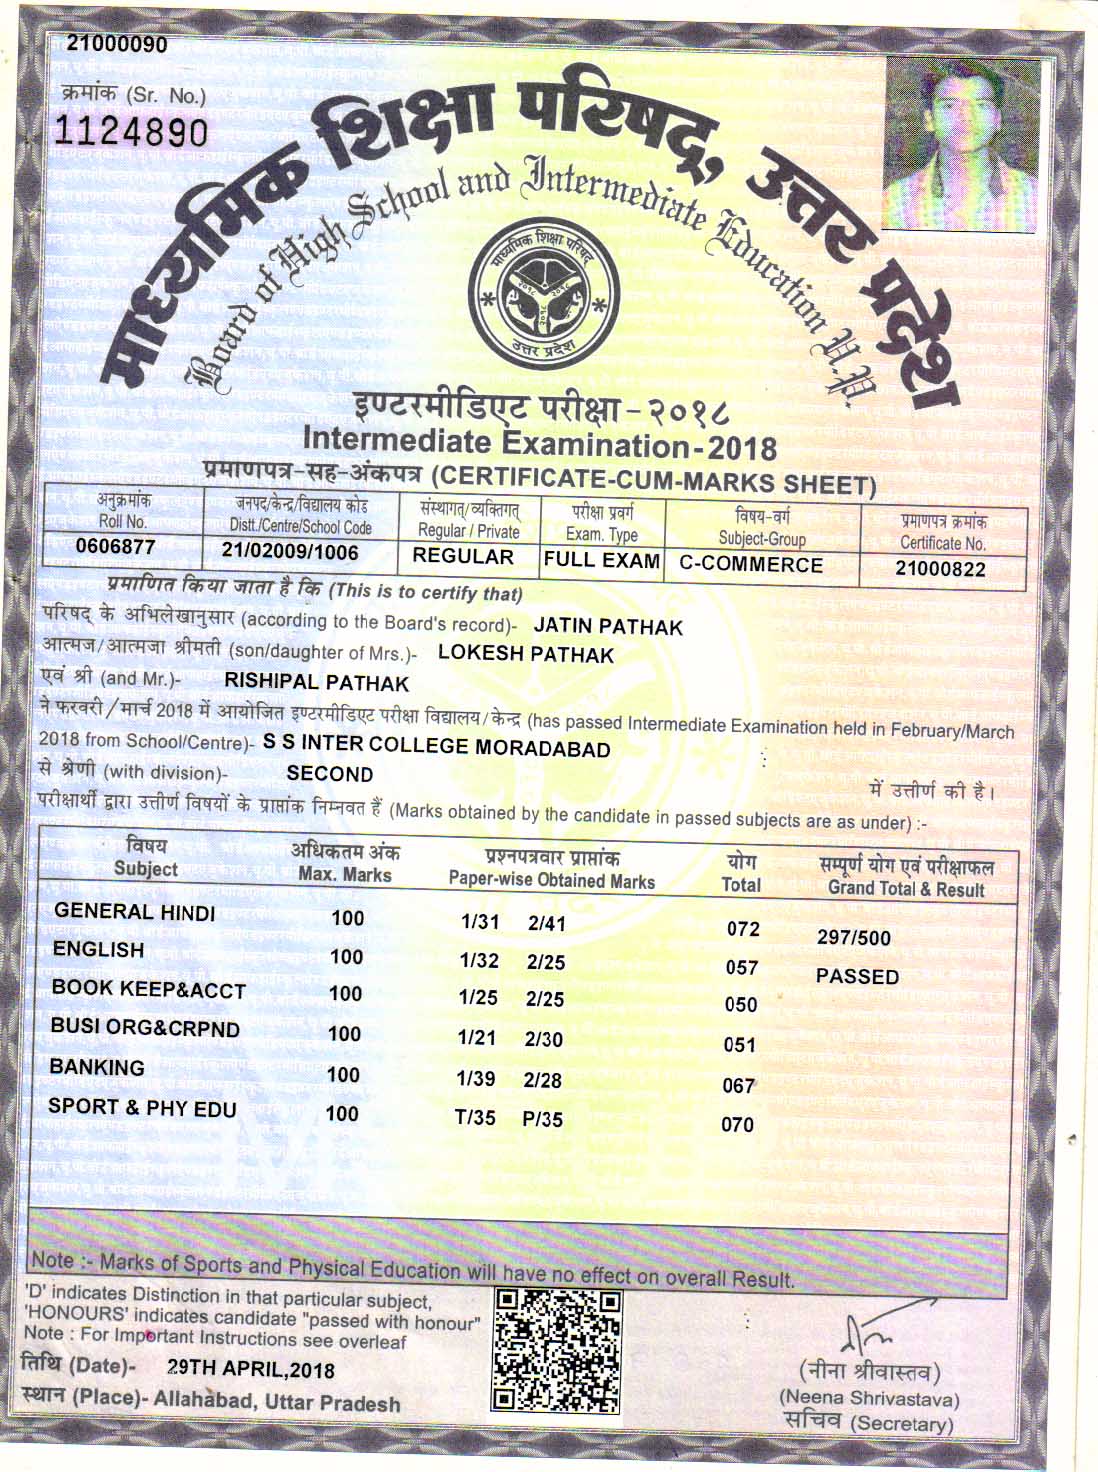 21000090
क्रमांक (Sr. No.)
1124890
माध्यमिक शिक्षा परिषद्, उत्तर प्रदेश
Board of High School and Intermediate Education U.P.
माध्यमिक शिक्षा परिषद्
२०१८ २०१८
२०१८
उत्तर प्रदेश
इण्टरमीडिएट परीक्षा-२०१८
Intermediate Examination-2018
प्रमाणपत्र-सह-अंकपत्र (CERTIFICATE-CUM-MARKS SHEET)
अनुक्रमांक जनपद/केन्द्र/विद्यालय कोड संस्थागत्/व्यक्तिगत् परीक्षा प्रवर्ग विषय-वर्ग प्रमाणपत्र क्रमांक
Roll No. Distt./Centre/School Code Regular / Private Exam. Type Subject-Group Certificate No.
0606877 21/02009/1006 REGULAR FULL EXAM C-COMMERCE 21000822
प्रमाणित किया जाता है कि (This is to certify that)
परिषद् के अभिलेखानुसार (according to the Board's record)- JATIN PATHAK
आत्मज/आत्मजा श्रीमती (son/daughter of Mrs.)- LOKESH PATHAK
एवं श्री (and Mr.)- RISHIPAL PATHAK
ने फरवरी/मार्च 2018 में आयोजित इण्टरमीडिएट परीक्षा विद्यालय/केन्द्र (has passed Intermediate Examination held in February/March
2018 from School/Centre)- S S INTER COLLEGE MORADABAD
से श्रेणी (with division)- SECOND में उत्तीर्ण की है।
परीक्षार्थी द्वारा उत्तीर्ण विषयों के प्राप्तांक निम्नवत हैं (Marks obtained by the candidate in passed subjects are as under) :-
विषय अधिकतम अंक प्रश्नपत्रवार प्राप्तांक योग सम्पूर्ण योग एवं परीक्षाफल
Subject Max. Marks Paper-wise Obtained Marks Total Grand Total & Result
GENERAL HINDI 100 1/31 2/41 072 297/500
ENGLISH 100 1/32 2/25 057 PASSED
BOOK KEEP&ACCT 100 1/25 2/25 050
BUSI ORG&CRPND 100 1/21 2/30 051
BANKING 100 1/39 2/28 067
SPORT & PHY EDU 100 T/35 P/35 070
Note :- Marks of Sports and Physical Education will have no effect on overall Result.
'D' indicates Distinction in that particular subject,
'HONOURS' indicates candidate "passed with honour"
Note : For Important Instructions see overleaf
तिथि (Date)- 29TH APRIL,2018
स्थान (Place)- Allahabad, Uttar Pradesh
(नीना श्रीवास्तव)
(Neena Shrivastava)
सचिव (Secretary)